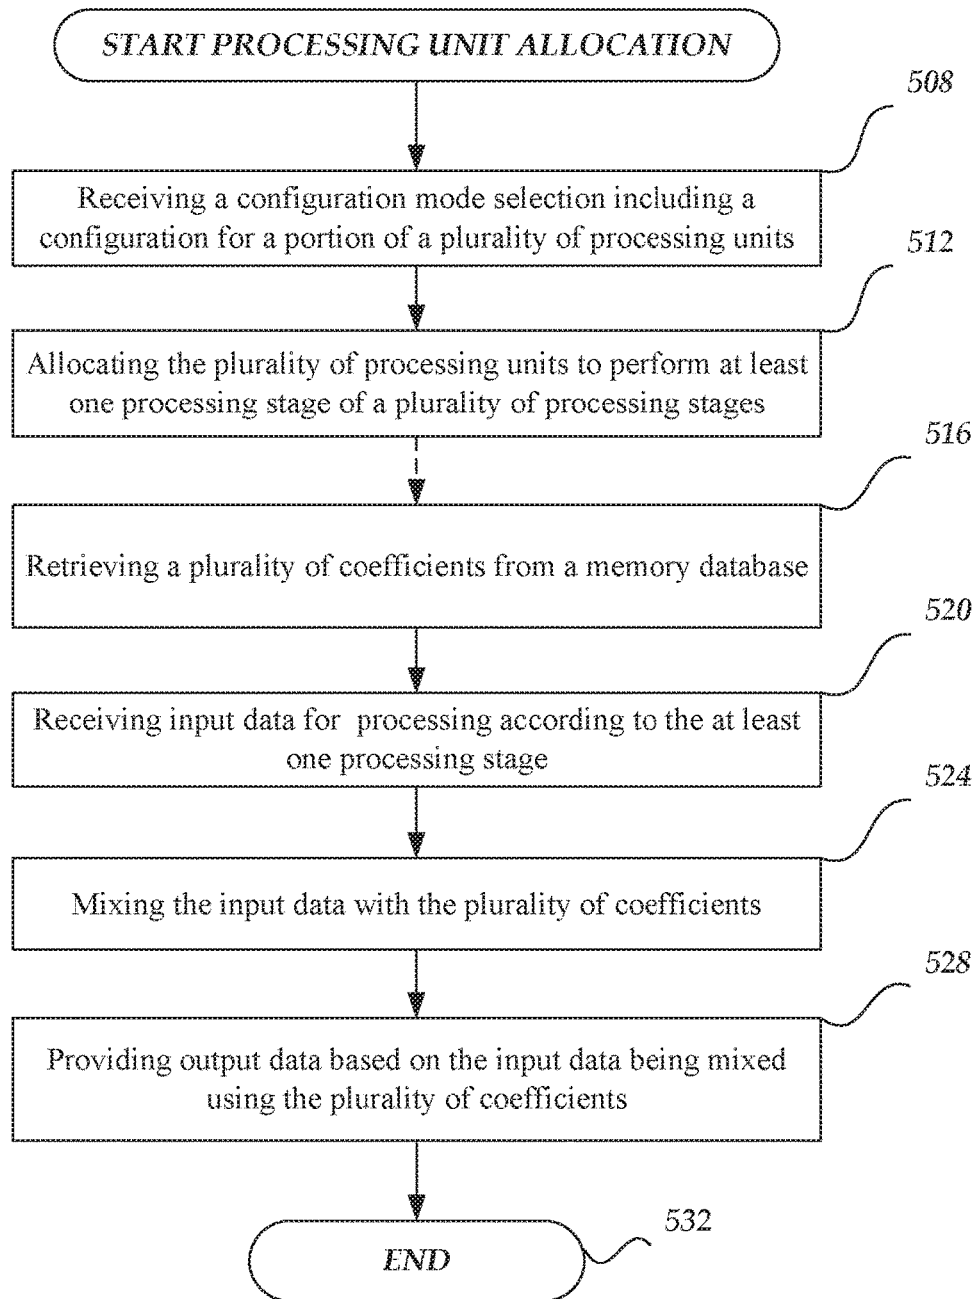 START PROCESSING UNIT ALLOCATION
508
Receiving a configuration mode selection including a
configuration for a portion of a plurality of processing units
512
Allocating the plurality of processing units to perform at least
one processing stage of a plurality of processing stages
516
Retrieving a plurality of coefficients from a memory database
520
Receiving input data for processing according to the at least
one processing stage
524
Mixing the input data with the plurality of coefficients
528
Providing output data based on the input data being mixed
using the plurality of coefficients
532
END